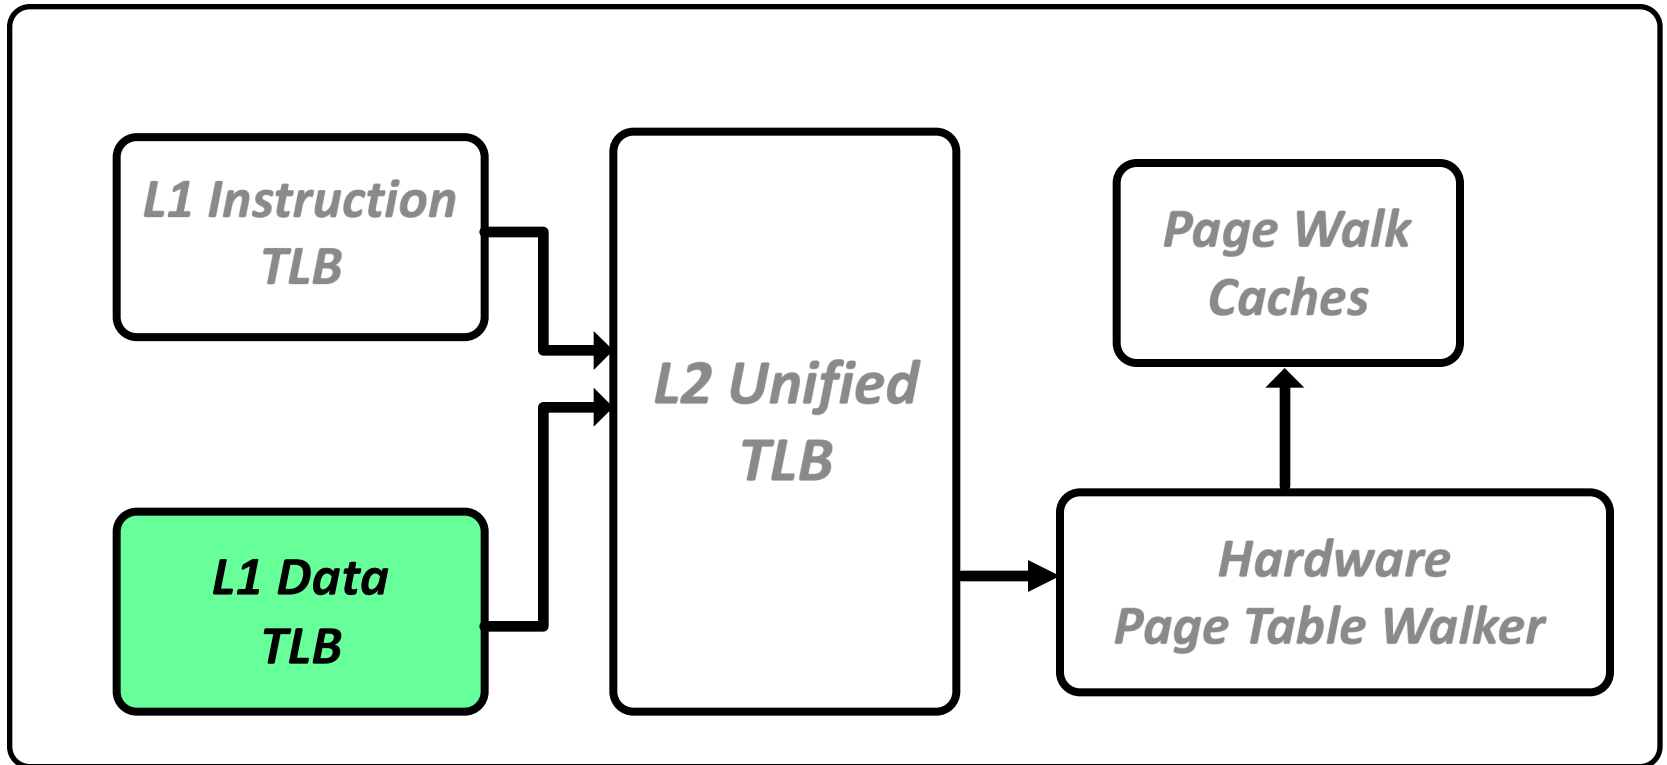 L1 Instruction
TLB
L1 Data
TLB
L2 Unified
TLB
Page Walk
Caches
Hardware
Page Table Walker